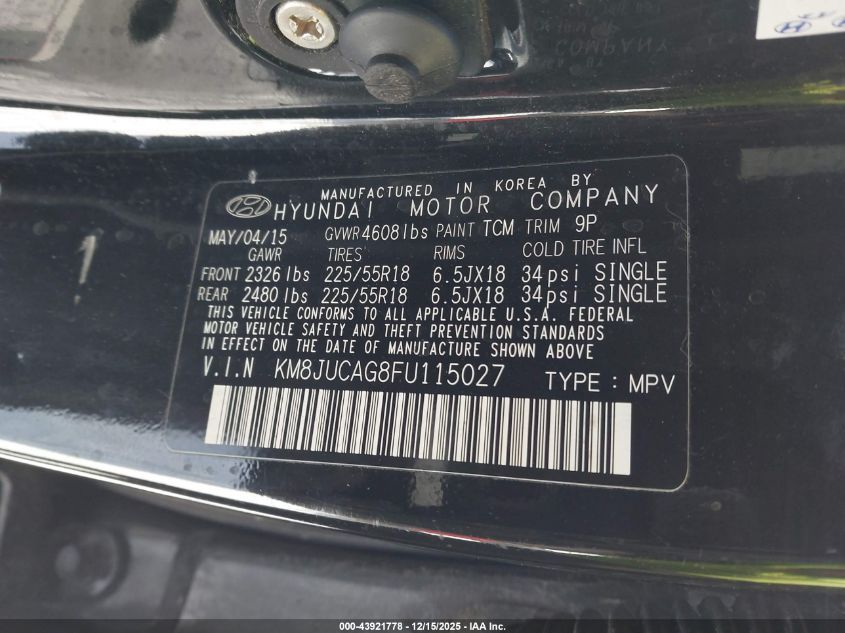 COMPANY
MANUFACTURED IN KOREA BY
HYUNDAI MOTOR COMPANY
MAY/04/15 GVWR 4608lbs PAINT TCM TRIM 9P
GAWR TIRES RIMS COLD TIRE INFL
FRONT 2326 lbs 225/55R18 6.5JX18 34psi SINGLE
REAR 2480 lbs 225/55R18 6.5JX18 34psi SINGLE
THIS VEHICLE CONFORMS TO ALL APPLICABLE U.S.A. FEDERAL
MOTOR VEHICLE SAFETY AND THEFT PREVENTION STANDARDS
IN EFFECT ON THE DATE OF MANUFACTURE SHOWN ABOVE
V.I.N KM8JUCAG8FU115027 TYPE : MPV
000-43921778 - 12/15/2025 - IAA Inc.